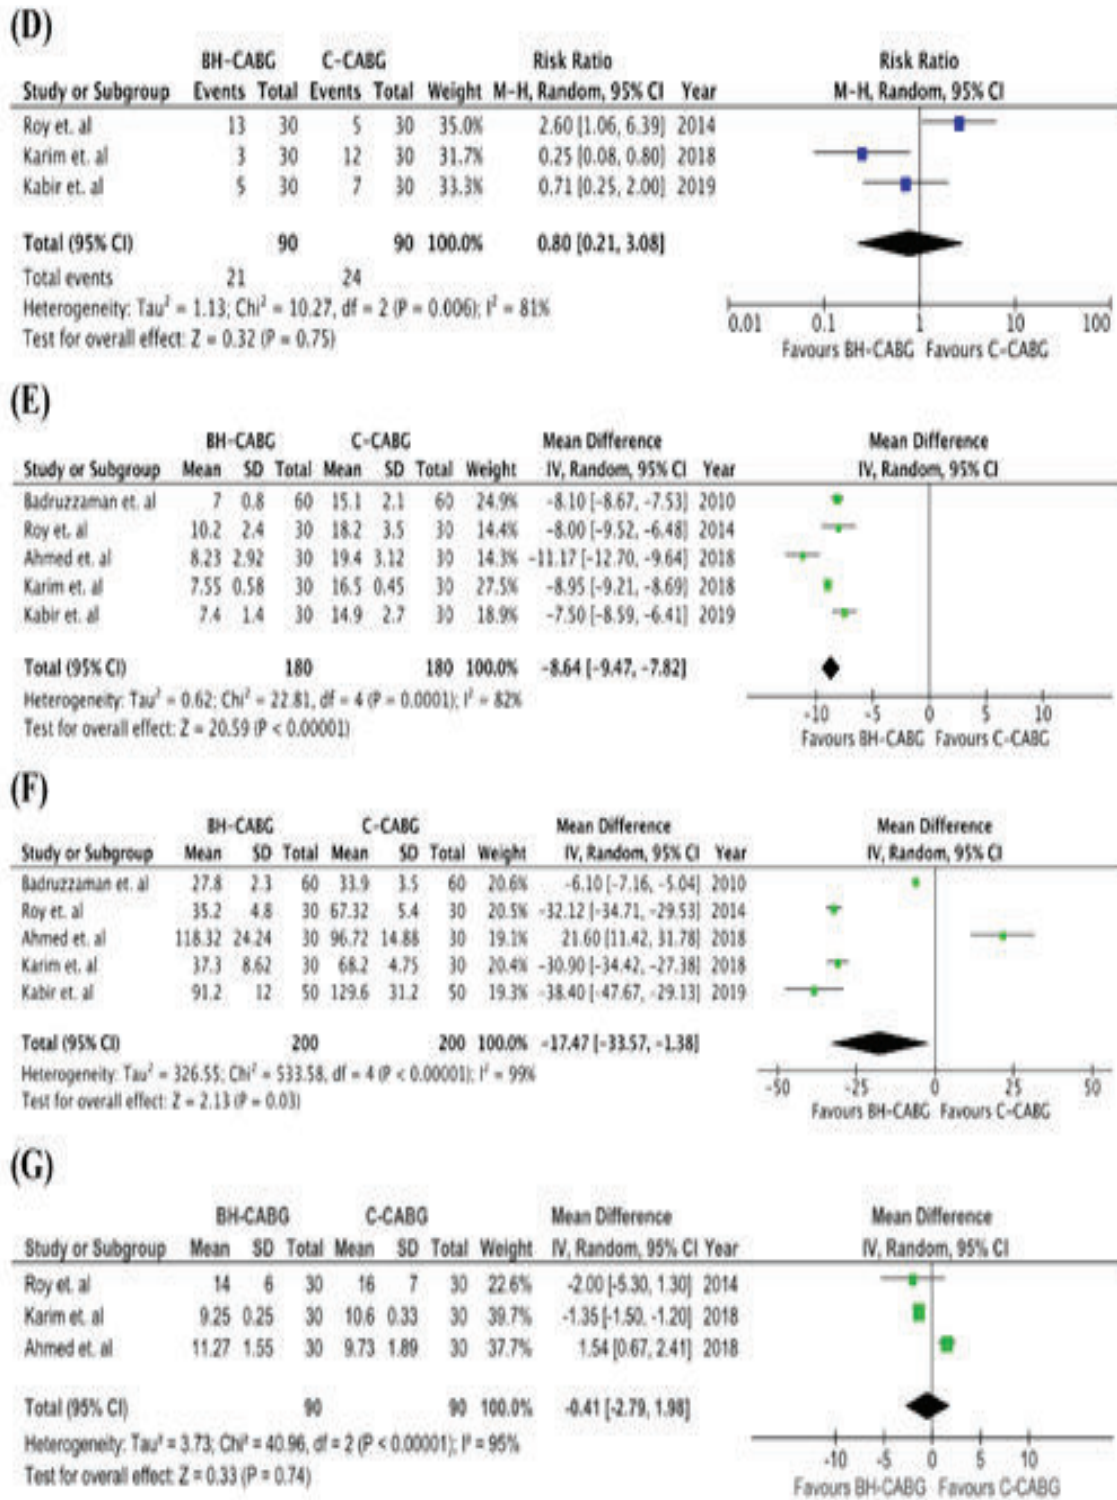 (D)
BH-CABG C-CABG Risk Ratio Risk Ratio
Study or Subgroup Events Total Events Total Weight M-H, Random, 95% CI Year M-H, Random, 95% CI
Roy et. al 13 30 5 30 35.0% 2.60 [1.06, 6.39] 2014
Karim et. al 3 30 12 30 31.7% 0.25 [0.08, 0.80] 2018
Kabir et. al 5 30 7 30 33.3% 0.71 [0.25, 2.00] 2019
Total (95% CI) 90 90 100.0% 0.80 [0.21, 3.08]
Total events 21 24
Heterogeneity: Tau² = 1.13; Chi² = 10.27, df = 2 (P = 0.006); I² = 81%
Test for overall effect: Z = 0.32 (P = 0.75)
0.01 0.1 1 10 100
Favours BH-CABG Favours C-CABG
(E)
BH-CABG C-CABG Mean Difference Mean Difference
Study or Subgroup Mean SD Total Mean SD Total Weight IV, Random, 95% CI Year IV, Random, 95% CI
Badruzzaman et. al 7 0.8 60 15.1 2.1 60 24.9% -8.10 [-8.67, -7.53] 2010
Roy et. al 10.2 2.4 30 18.2 3.5 30 14.4% -8.00 [-9.52, -6.48] 2014
Ahmed et. al 8.23 2.92 30 19.4 3.12 30 14.3% -11.17 [-12.70, -9.64] 2018
Karim et. al 7.55 0.58 30 16.5 0.45 30 27.5% -8.95 [-9.21, -8.69] 2018
Kabir et. al 7.4 1.4 30 14.9 2.7 30 18.9% -7.50 [-8.59, -6.41] 2019
Total (95% CI) 180 180 100.0% -8.64 [-9.47, -7.82]
Heterogeneity: Tau² = 0.62; Chi² = 22.81, df = 4 (P = 0.0001); I² = 82%
Test for overall effect: Z = 20.59 (P < 0.00001)
-10 -5 0 5 10
Favours BH-CABG Favours C-CABG
(F)
BH-CABG C-CABG Mean Difference Mean Difference
Study or Subgroup Mean SD Total Mean SD Total Weight IV, Random, 95% CI Year IV, Random, 95% CI
Badruzzaman et. al 27.8 2.3 60 33.9 3.5 60 20.6% -6.10 [-7.16, -5.04] 2010
Roy et. al 35.2 4.8 30 67.32 5.4 30 20.5% -32.12 [-34.71, -29.53] 2014
Ahmed et. al 118.32 24.24 30 96.72 14.88 30 19.1% 21.60 [11.42, 31.78] 2018
Karim et. al 37.3 8.62 30 68.2 4.75 30 20.4% -30.90 [-34.42, -27.38] 2018
Kabir et. al 91.2 12 50 129.6 31.2 50 19.3% -38.40 [-47.67, -29.13] 2019
Total (95% CI) 200 200 100.0% -17.47 [-33.57, -1.38]
Heterogeneity: Tau² = 326.55; Chi² = 533.58, df = 4 (P < 0.00001); I² = 99%
Test for overall effect: Z = 2.13 (P = 0.03)
-50 -25 0 25 50
Favours BH-CABG Favours C-CABG
(G)
BH-CABG C-CABG Mean Difference Mean Difference
Study or Subgroup Mean SD Total Mean SD Total Weight IV, Random, 95% CI Year IV, Random, 95% CI
Roy et. al 14 6 30 16 7 30 22.6% -2.00 [-5.30, 1.30] 2014
Karim et. al 9.25 0.25 30 10.6 0.33 30 39.7% -1.35 [-1.50, -1.20] 2018
Ahmed et. al 11.27 1.55 30 9.73 1.89 30 37.7% 1.54 [0.67, 2.41] 2018
Total (95% CI) 90 90 100.0% -0.41 [-2.79, 1.98]
Heterogeneity: Tau² = 3.73; Chi² = 40.96, df = 2 (P < 0.00001); I² = 95%
Test for overall effect: Z = 0.33 (P = 0.74)
-10 -5 0 5 10
Favours BH-CABG Favours C-CABG